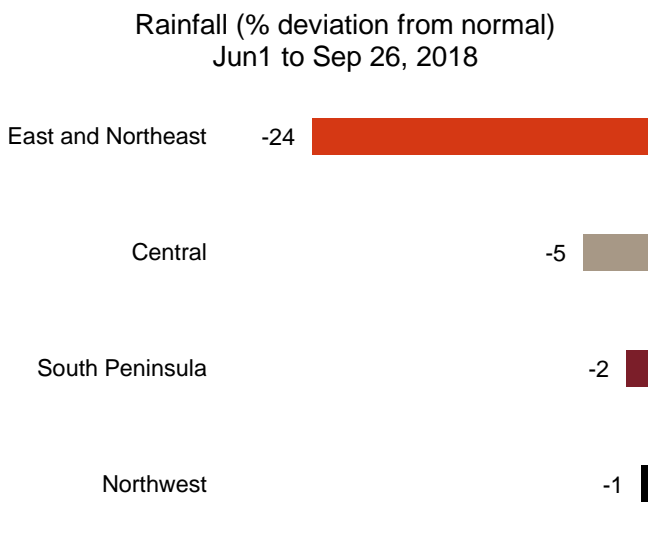 Rainfall (% deviation from normal)
Jun1 to Sep 26, 2018
East and Northeast -24
Central -5
South Peninsula -2
Northwest -1